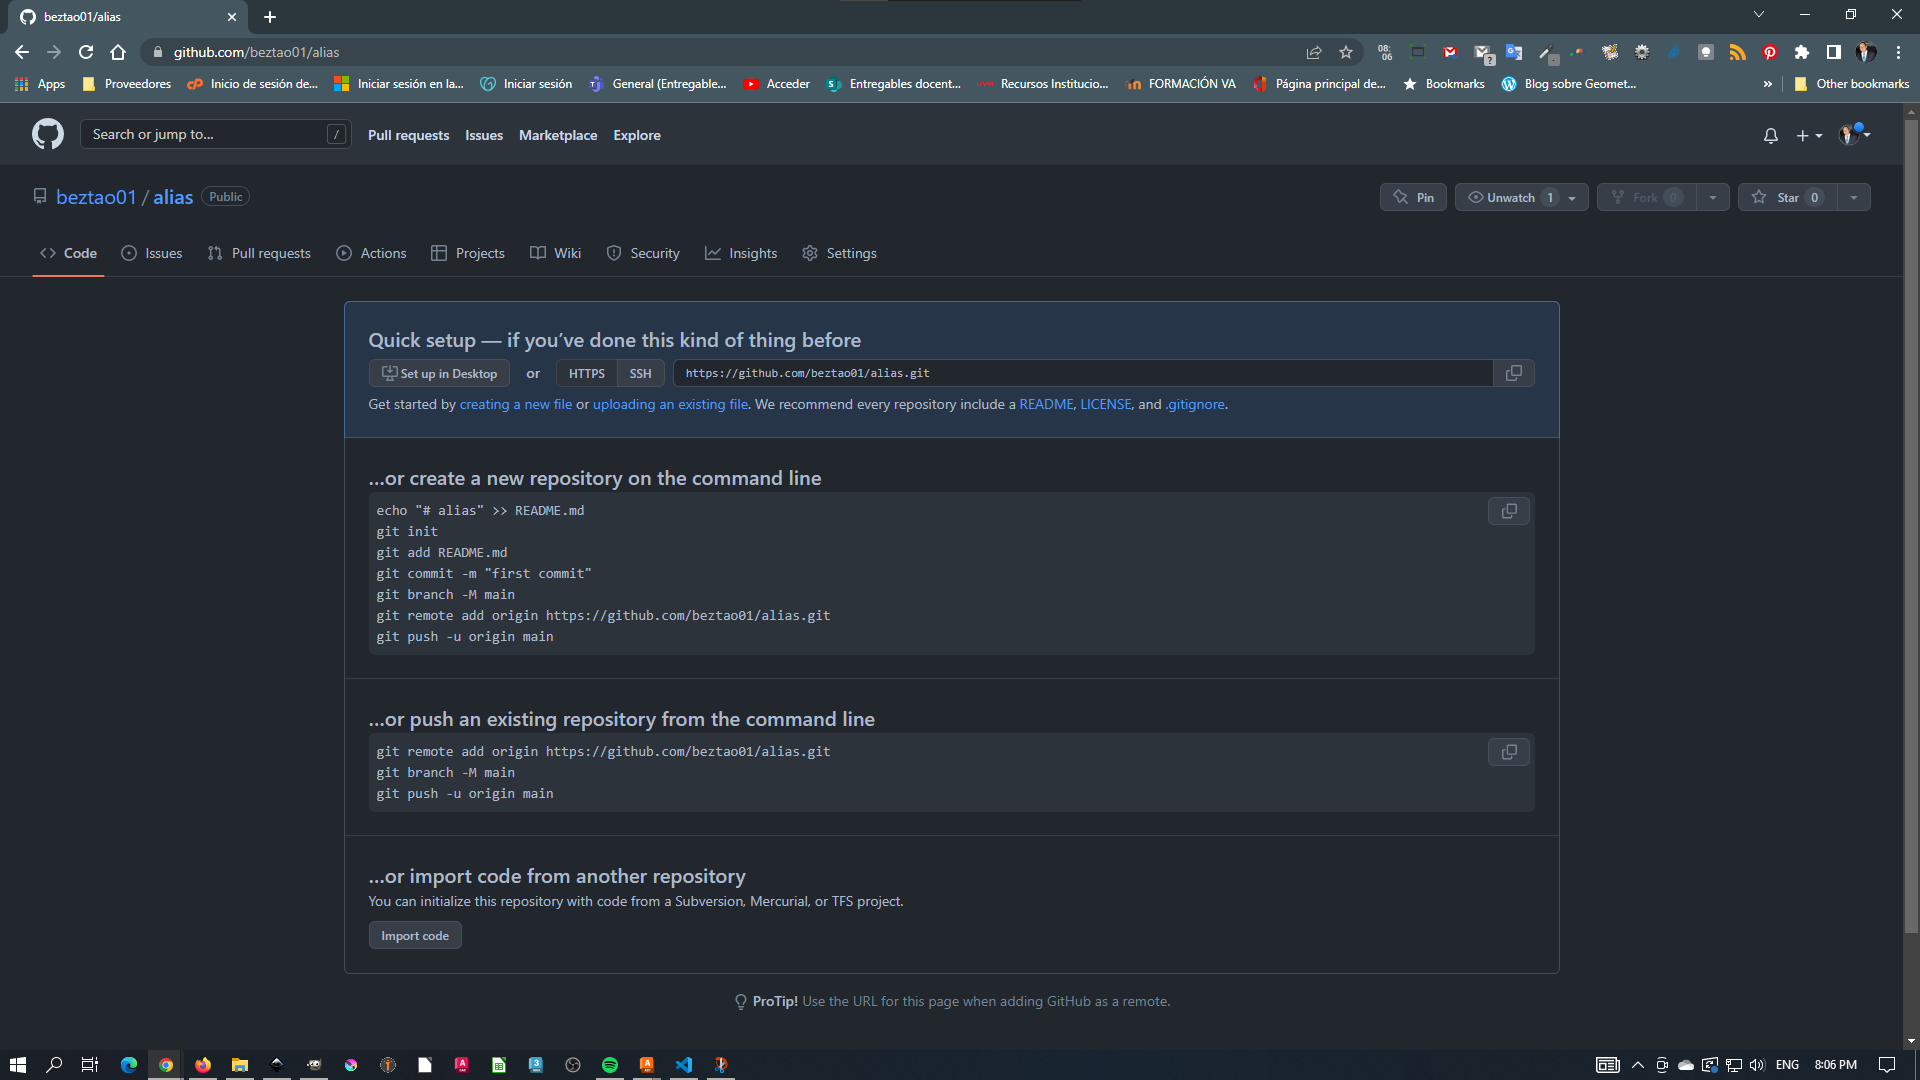 beztao01/alias
github.com/beztao01/alias
08:
06
Apps
Proveedores
Inicio de sesión de...
Iniciar sesión en la...
Iniciar sesión
General (Entregable...
Acceder
Entregables docent...
Recursos Institucio...
FORMACIÓN VA
Página principal de...
Bookmarks
Blog sobre Geomet...
»
Other bookmarks
Search or jump to...
/
Pull requests
Issues
Marketplace
Explore
beztao01 / alias
Public
Pin
Unwatch 1
Fork 0
Star 0
Code
Issues
Pull requests
Actions
Projects
Wiki
Security
Insights
Settings
Quick setup — if you’ve done this kind of thing before
Set up in Desktop
or
HTTPS
SSH
https://github.com/beztao01/alias.git
Get started by creating a new file or uploading an existing file. We recommend every repository include a README, LICENSE, and .gitignore.
…or create a new repository on the command line
echo "# alias" >> README.md
git init
git add README.md
git commit -m "first commit"
git branch -M main
git remote add origin https://github.com/beztao01/alias.git
git push -u origin main
…or push an existing repository from the command line
git remote add origin https://github.com/beztao01/alias.git
git branch -M main
git push -u origin main
…or import code from another repository
You can initialize this repository with code from a Subversion, Mercurial, or TFS project.
Import code
ProTip! Use the URL for this page when adding GitHub as a remote.
ENG
8:06 PM